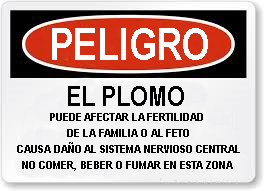 PELIGRO
EL PLOMO
PUEDE AFECTAR LA FERTILIDAD
DE LA FAMILIA O AL FETO
CAUSA DAÑO AL SISTEMA NERVIOSO CENTRAL
NO COMER, BEBER O FUMAR EN ESTA ZONA